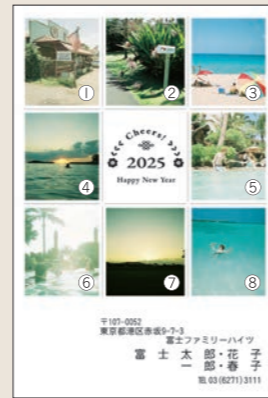 ①
②
③
④
Cheers!
2025
Happy New Year
⑤
⑥
⑦
⑧
〒107-0052
東京都港区赤坂9-7-3
富士ファミリーハイツ
富士太郎・花子
一郎・春子
TEL 03(6271)3111